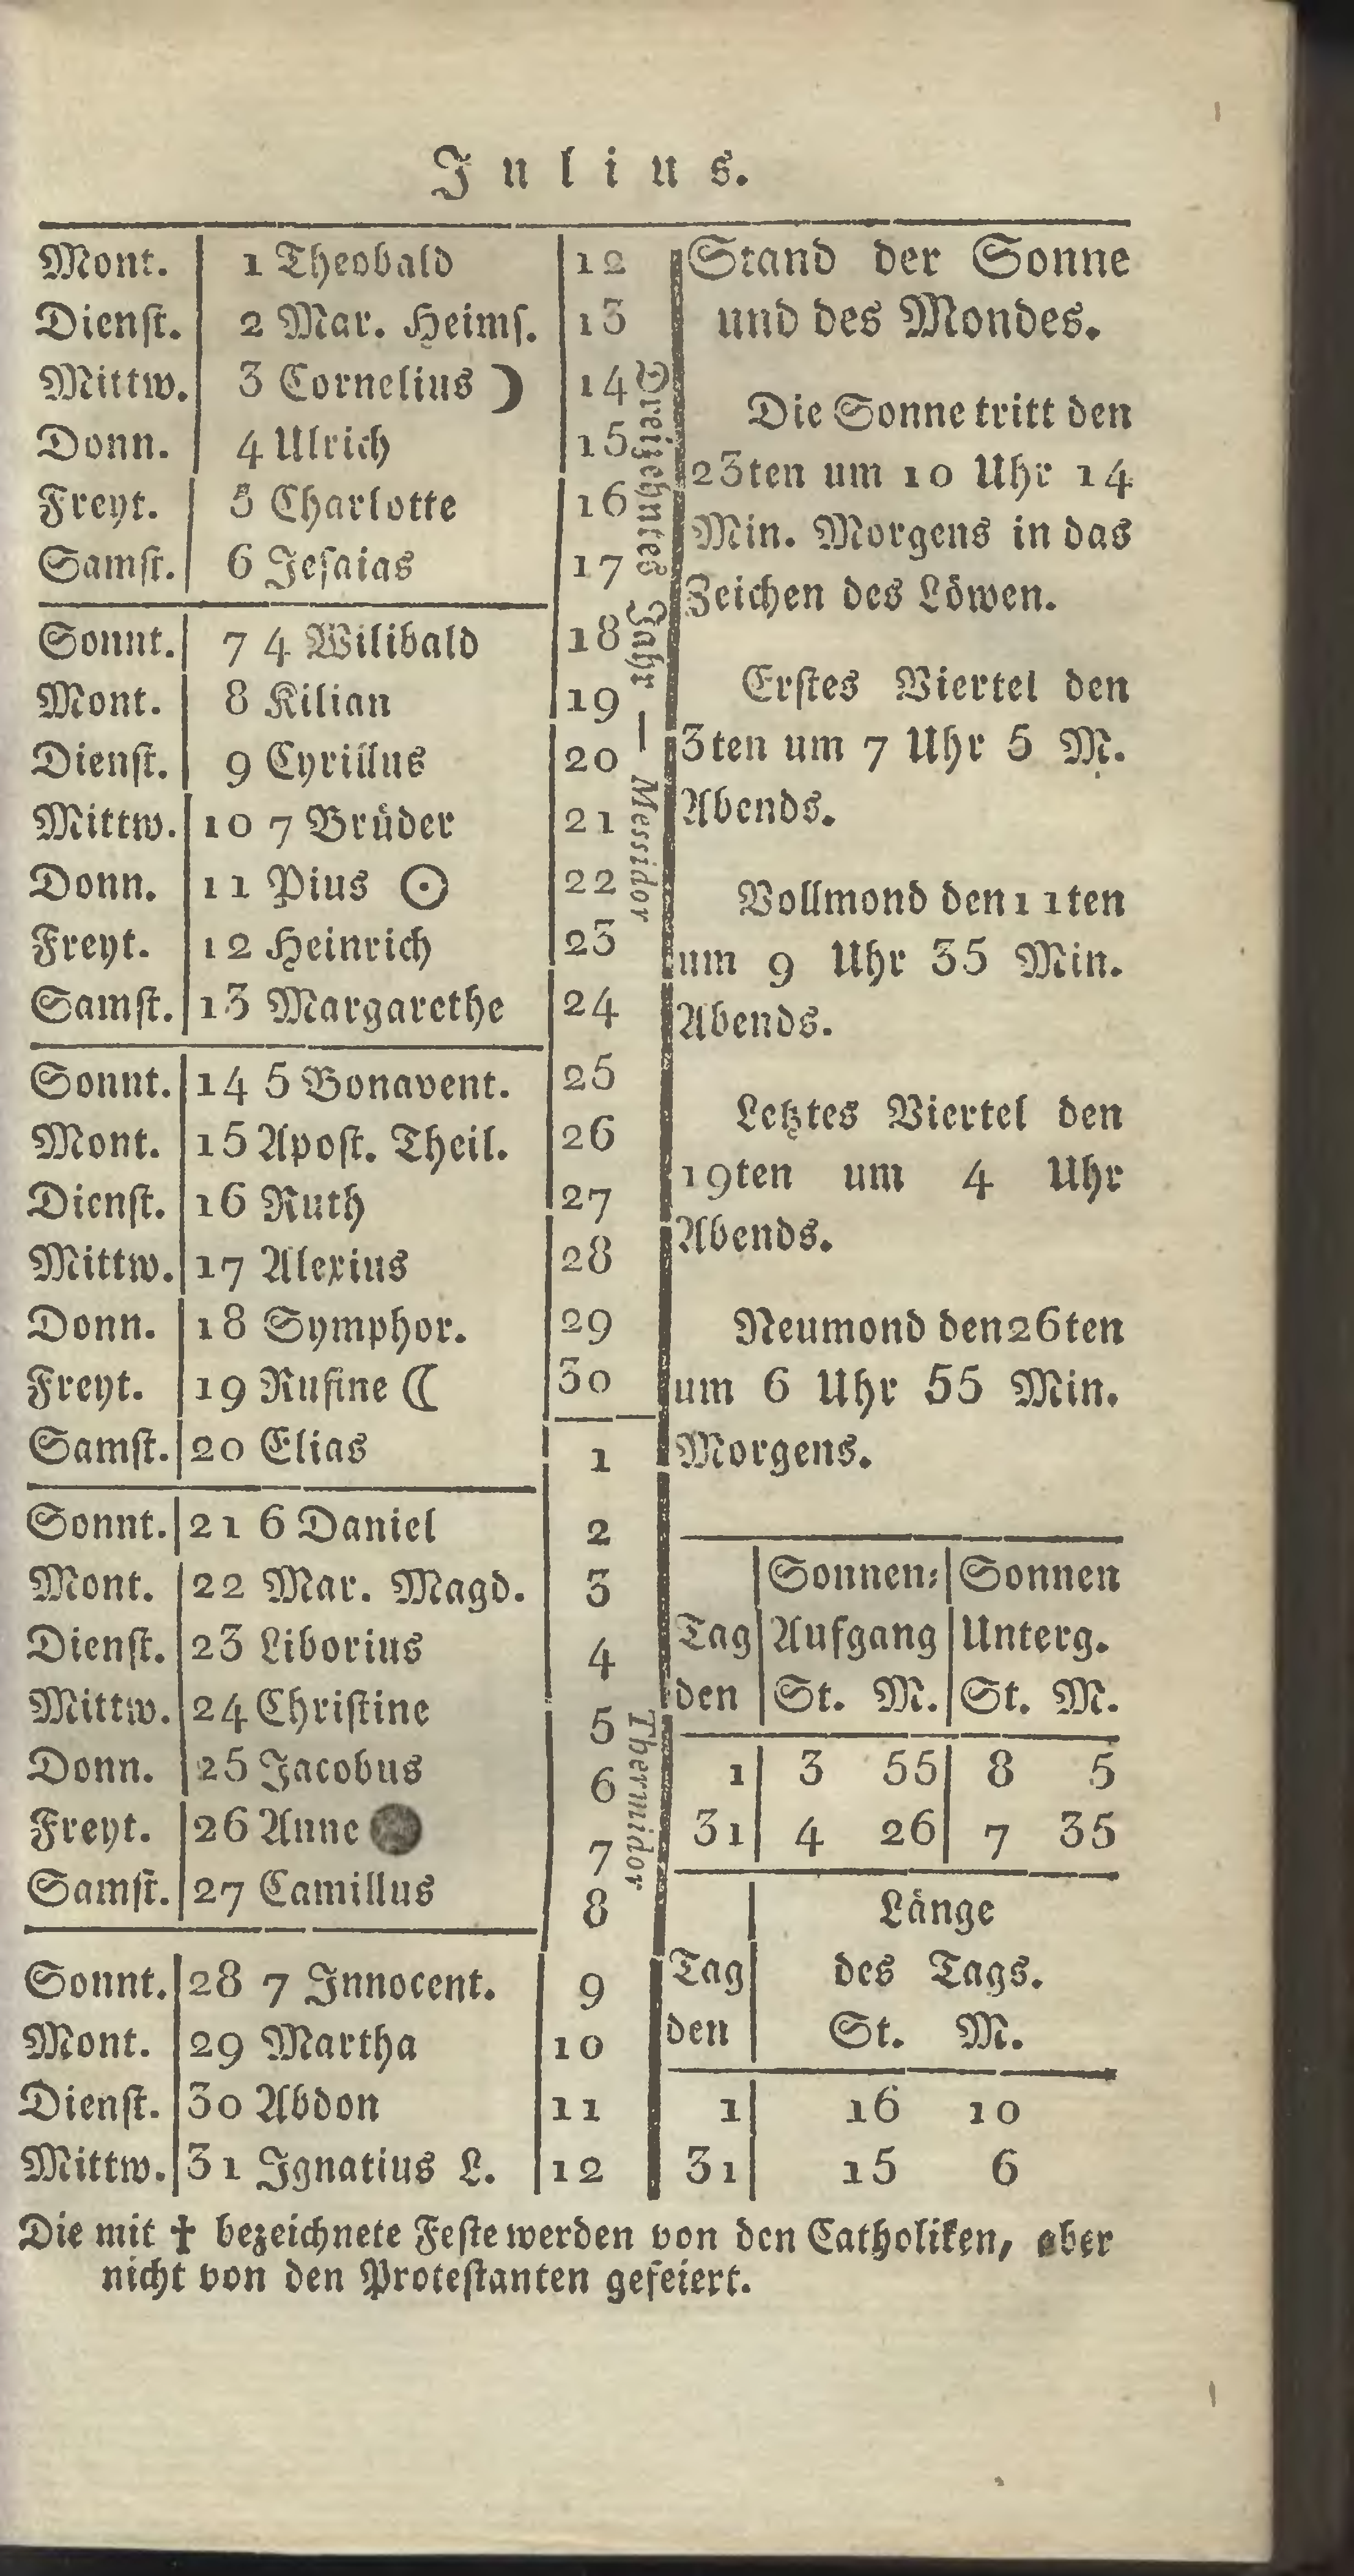 Julius.
Mont. 1 Theobald 12
Dienst. 2 Mar. Heims. 13
Mittw. 3 Cornelius ☽ 14
Donn. 4 Ulrich 15
Freyt. 5 Charlotte 16
Samst. 6 Jesaias 17
Sonnt. 7 4 Wilibald 18
Mont. 8 Kilian 19
Dienst. 9 Cyrillus 20
Mittw. 10 7 Brüder 21
Donn. 11 Pius ☉ 22
Freyt. 12 Heinrich 23
Samst. 13 Margarethe 24
Sonnt. 14 5 Bonavent. 25
Mont. 15 Apost. Theil. 26
Dienst. 16 Ruth 27
Mittw. 17 Alexius 28
Donn. 18 Symphor. 29
Freyt. 19 Rufine ☾ 30
Samst. 20 Elias 1
Sonnt. 21 6 Daniel 2
Mont. 22 Mar. Magd. 3
Dienst. 23 Liborius 4
Mittw. 24 Christine 5
Donn. 25 Jacobus 6
Freyt. 26 Anne ● 7
Samst. 27 Camillus 8
Sonnt. 28 7 Innocent. 9
Mont. 29 Martha 10
Dienst. 30 Abdon 11
Mittw. 31 Ignatius L. 12
Dreizehntes Jahr — Messidor
Thermidor
Stand der Sonne
und des Mondes.
Die Sonne tritt den
23ten um 10 Uhr 14
Min. Morgens in das
Zeichen des Löwen.
Erstes Viertel den
3ten um 7 Uhr 5 M.
Abends.
Vollmond den 11ten
um 9 Uhr 35 Min.
Abends.
Letztes Viertel den
19ten um 4 Uhr
Abends.
Neumond den 26ten
um 6 Uhr 55 Min.
Morgens.
Sonnen- Sonnen
Tag Aufgang Unterg.
den St. M. St. M.
1 3 55 8 5
31 4 26 7 35
Länge
Tag des Tags.
den St. M.
1 16 10
31 15 6
Die mit † bezeichnete Feste werden von den Catholiken, aber
nicht von den Protestanten gefeiert.